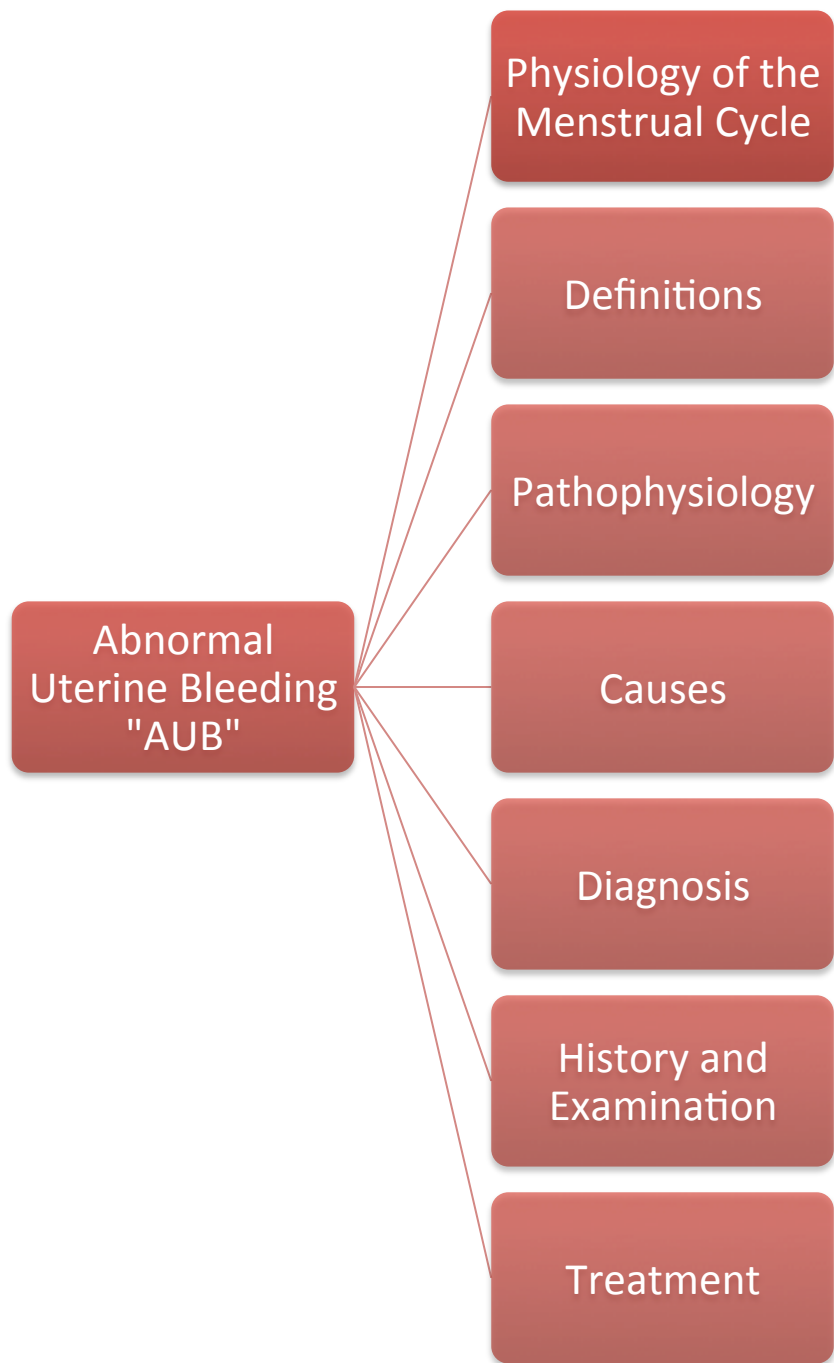 Physiology of the
Menstrual Cycle
Definitions
Pathophysiology
Abnormal
Uterine Bleeding
"AUB"
Causes
Diagnosis
History and
Examination
Treatment